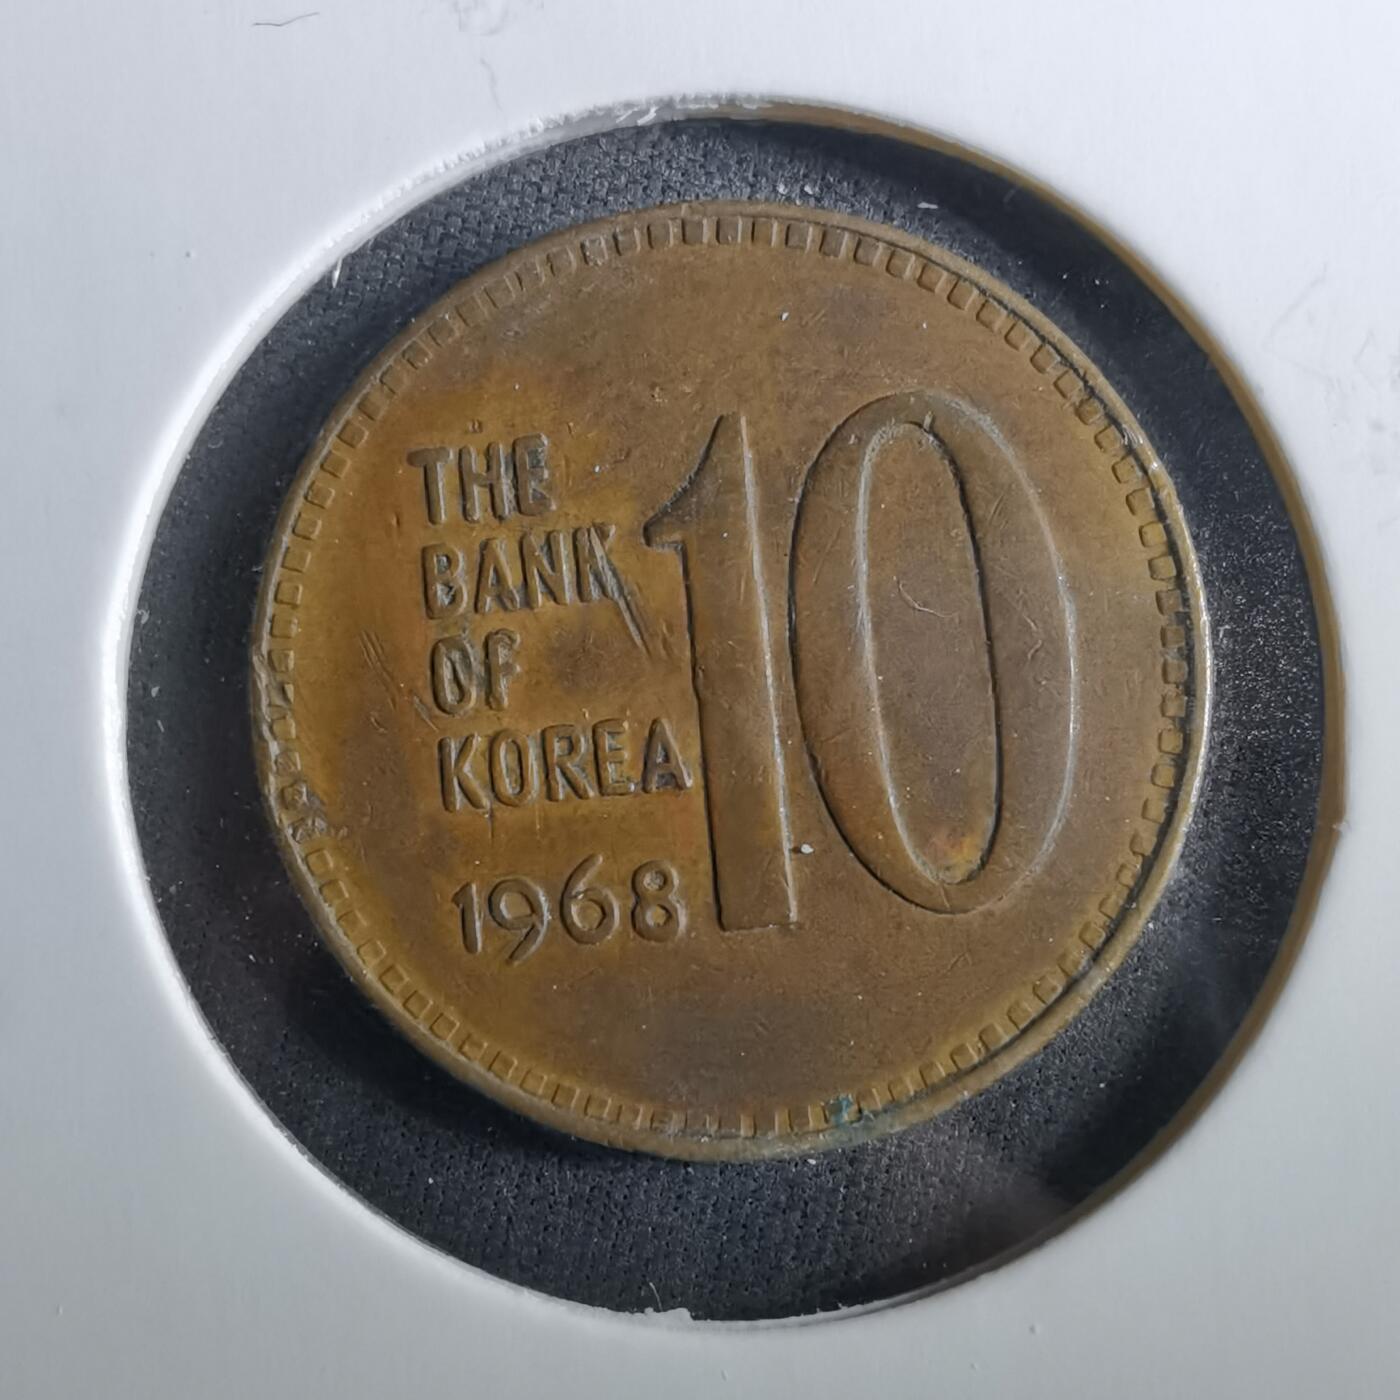 THE
BANK
OF
KOREA
1968
10